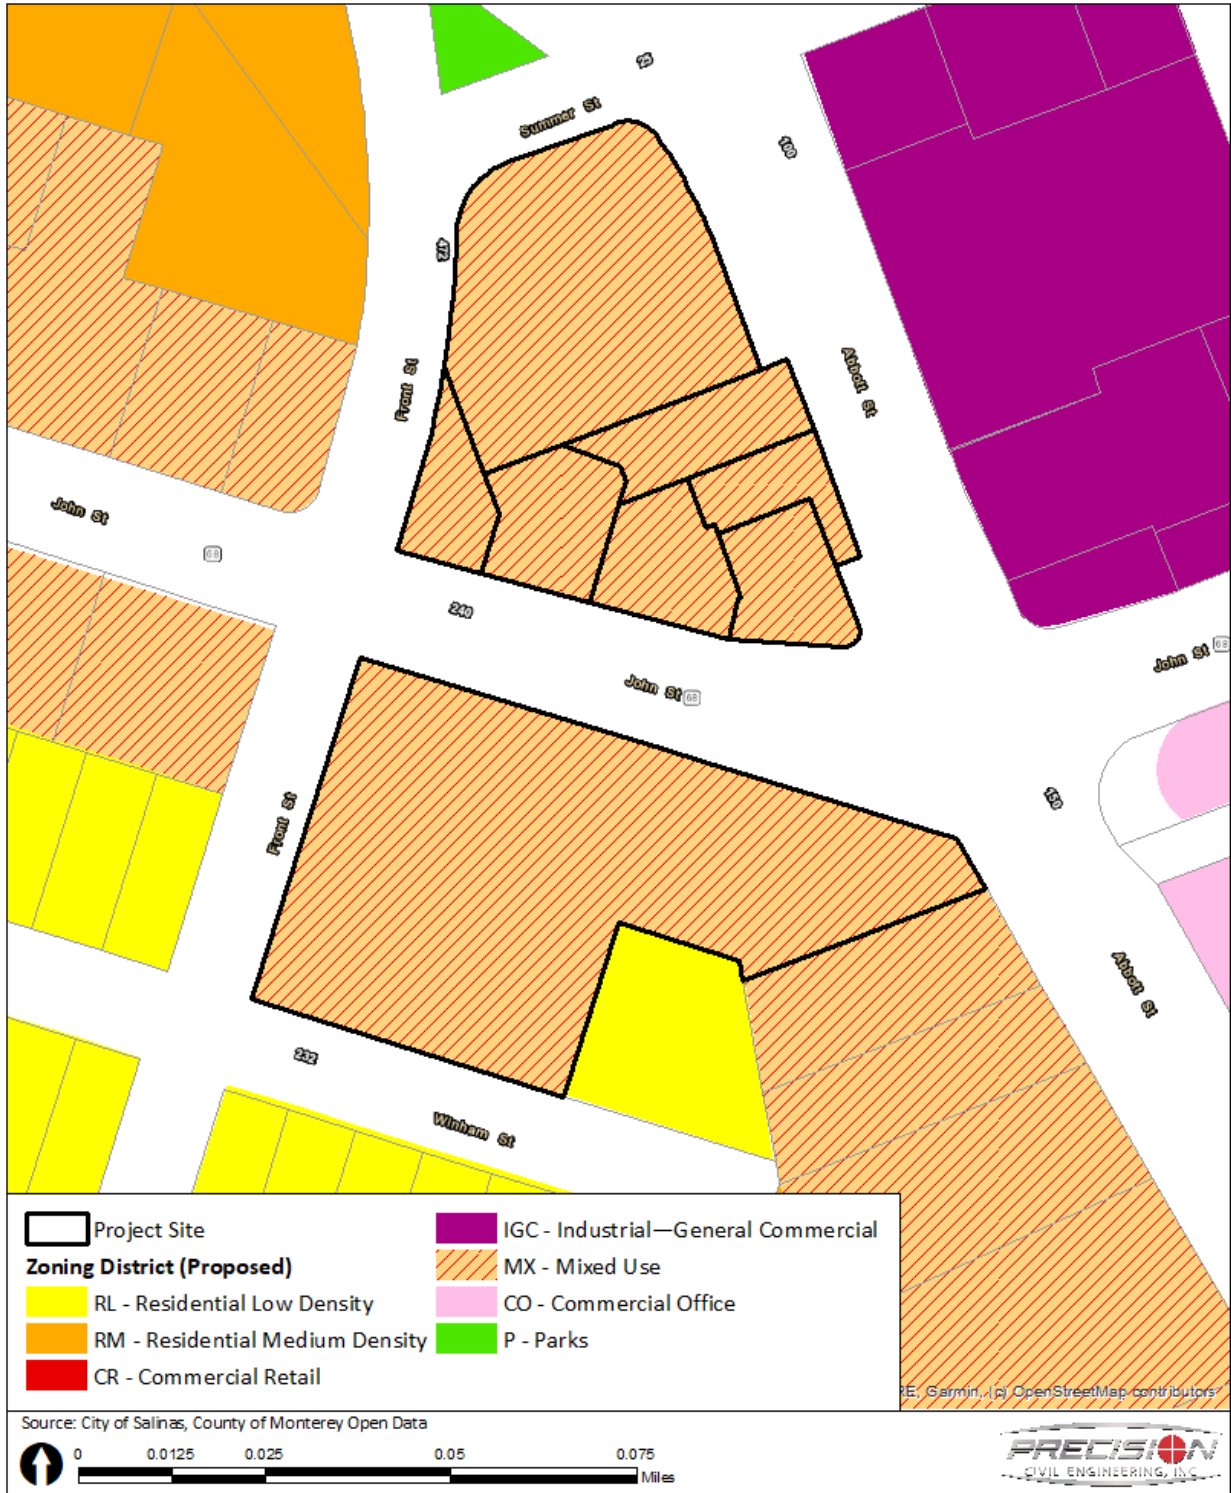 25
Summer St
100
472
Abbott St
Front St
John St
68
240
John St
68
John St 68
150
Front St
Abbott St
232
Winham St
Project Site
Zoning District (Proposed)
RL - Residential Low Density
RM - Residential Medium Density
CR - Commercial Retail
IGC - Industrial—General Commercial
MX - Mixed Use
CO - Commercial Office
P - Parks
RE, Garmin, (c) OpenStreetMap contributors
Source: City of Salinas, County of Monterey Open Data
0 0.0125 0.025 0.05 0.075
Miles
PRECISION
CIVIL ENGINEERING, INC.